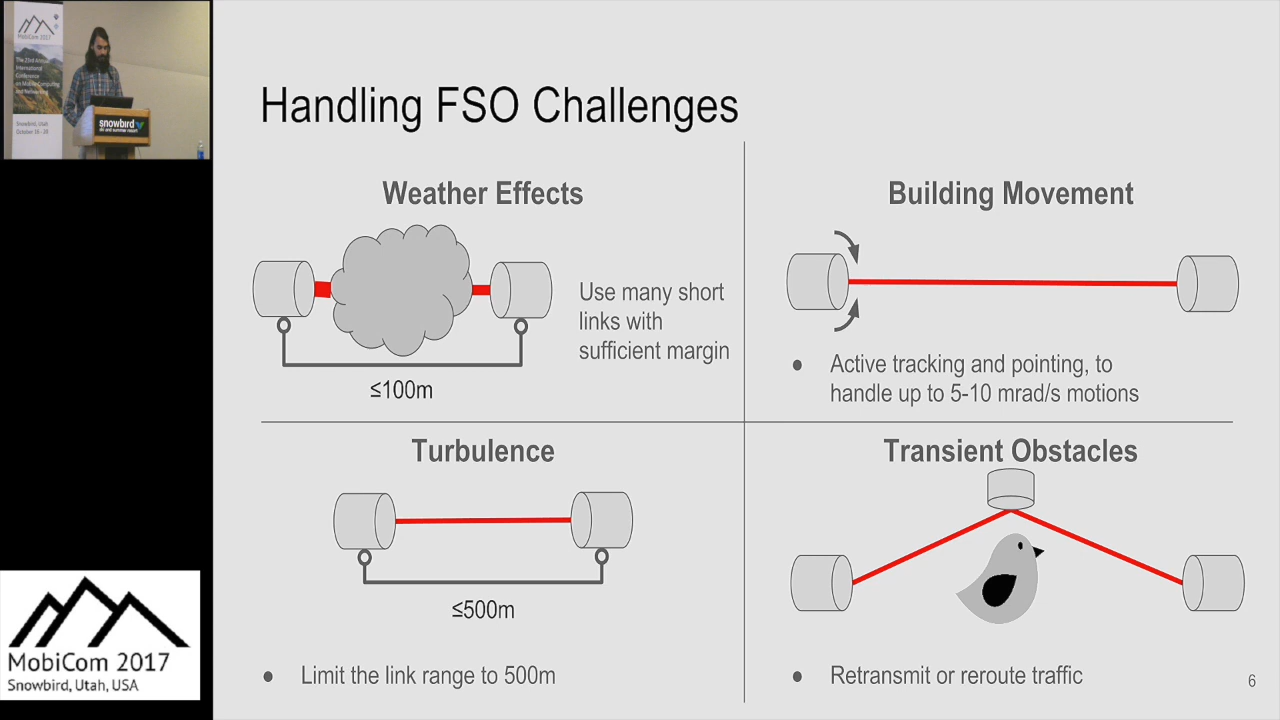 MobiCom 2017
The 23rd Annual
International
Conference
on Mobile Computing
and Networking
Snowbird, Utah
October 16 - 20
snowbird
ski and summer resort
Handling FSO Challenges
Weather Effects
Use many short
links with
sufficient margin
≤100m
Building Movement
● Active tracking and pointing, to
handle up to 5-10 mrad/s motions
Turbulence
≤500m
● Limit the link range to 500m
Transient Obstacles
● Retransmit or reroute traffic
6
MobiCom 2017
Snowbird, Utah, USA